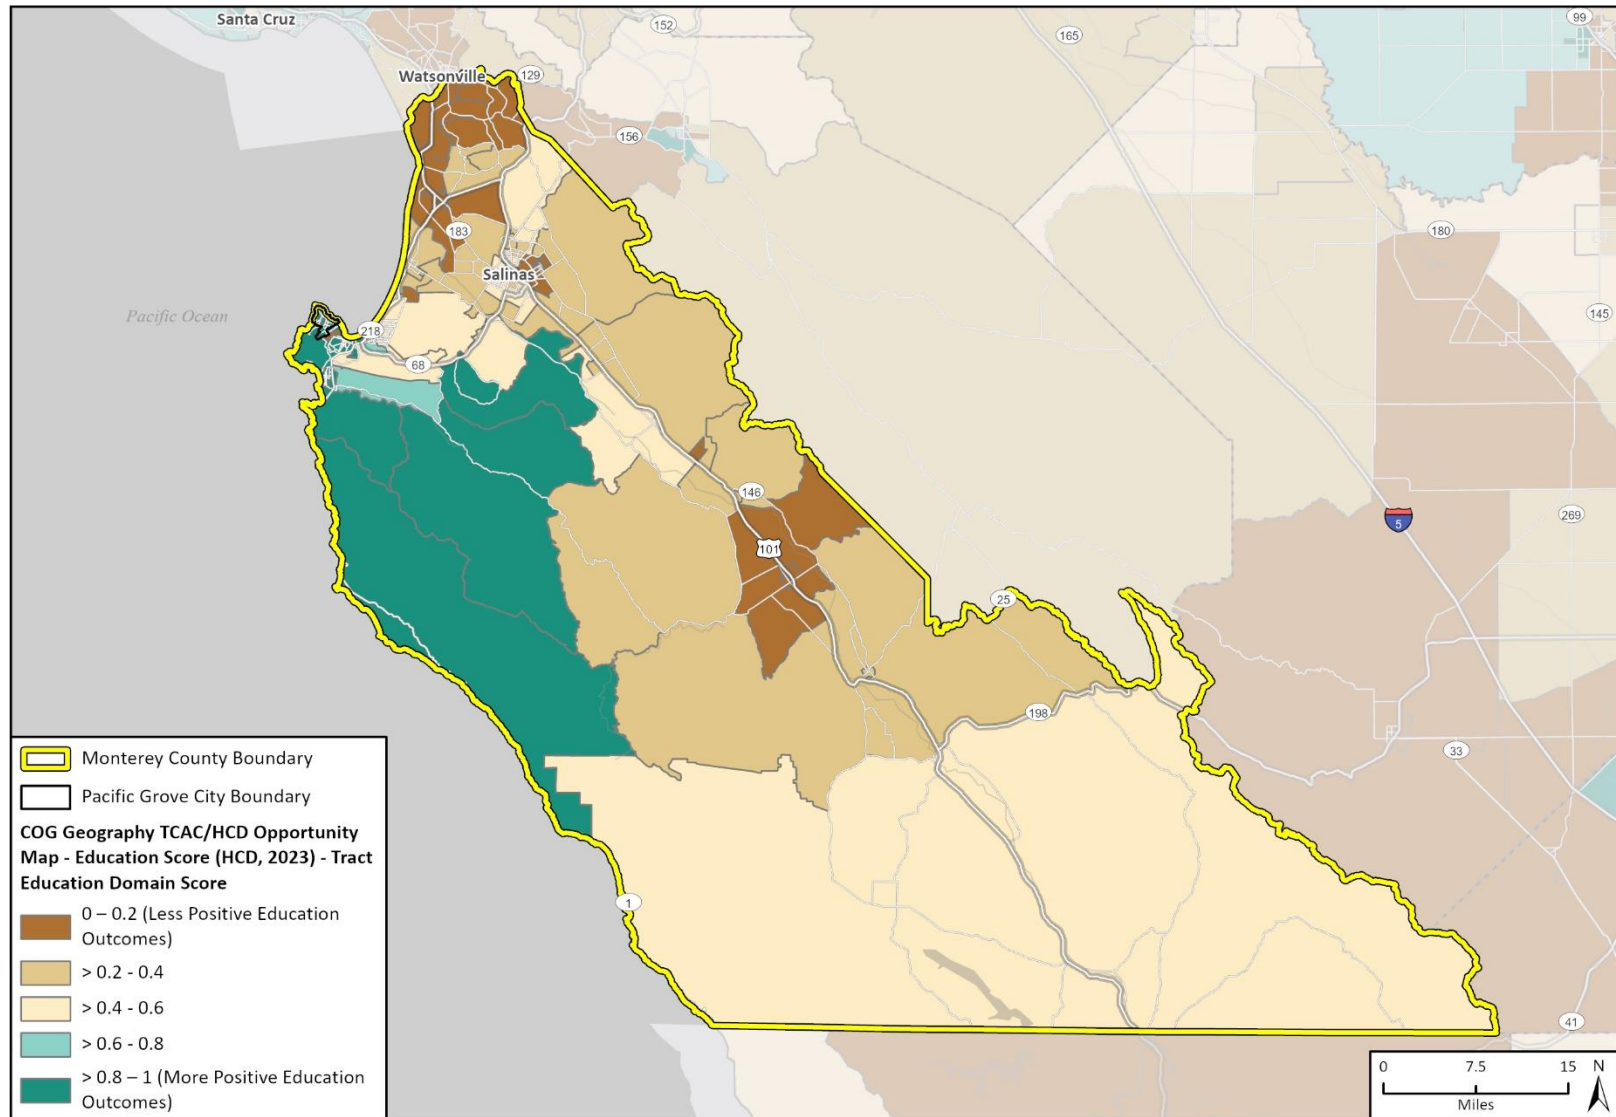 Santa Cruz
152
165
99
Watsonville
129
156
180
183
Salinas
Pacific Ocean
218
145
68
146
269
5
101
25
198
33
1
41
Monterey County Boundary
Pacific Grove City Boundary
COG Geography TCAC/HCD Opportunity
Map - Education Score (HCD, 2023) - Tract
Education Domain Score
0 – 0.2 (Less Positive Education
Outcomes)
> 0.2 - 0.4
> 0.4 - 0.6
> 0.6 - 0.8
> 0.8 – 1 (More Positive Education
Outcomes)
0 7.5 15
Miles
N